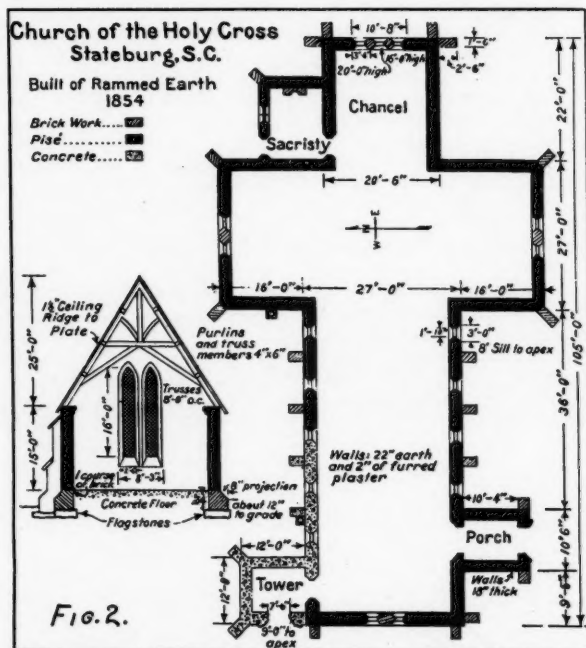 Church of the Holy Cross
Stateburg, S.C.
Built of Rammed Earth
1854
Brick Work
Pisé
Concrete
10'-8"
20'-0" high
Chancel
2'-6"
22'-0"
Sacristy
20'-6"
N
W E
27'-0"
16'-0" 27'-0" 16'-0"
105'-0"
1½" Ceiling
Ridge to
Plate
Purlins
and truss
members 4"x6"
Trusses
25'-0"
16'-0"
15'-0"
3'-0"
8' Sill to apex
36'-0"
Walls: 22" earth
and 2" of furred
plaster
1 course
of brick
8'-3"
8" projection
Concrete Floor
about 12"
to grade
Flagstones
10'-4"
Porch
10'6"
Walls
18" thick
12'-0"
Tower
9'-0" to
apex
FIG. 2.